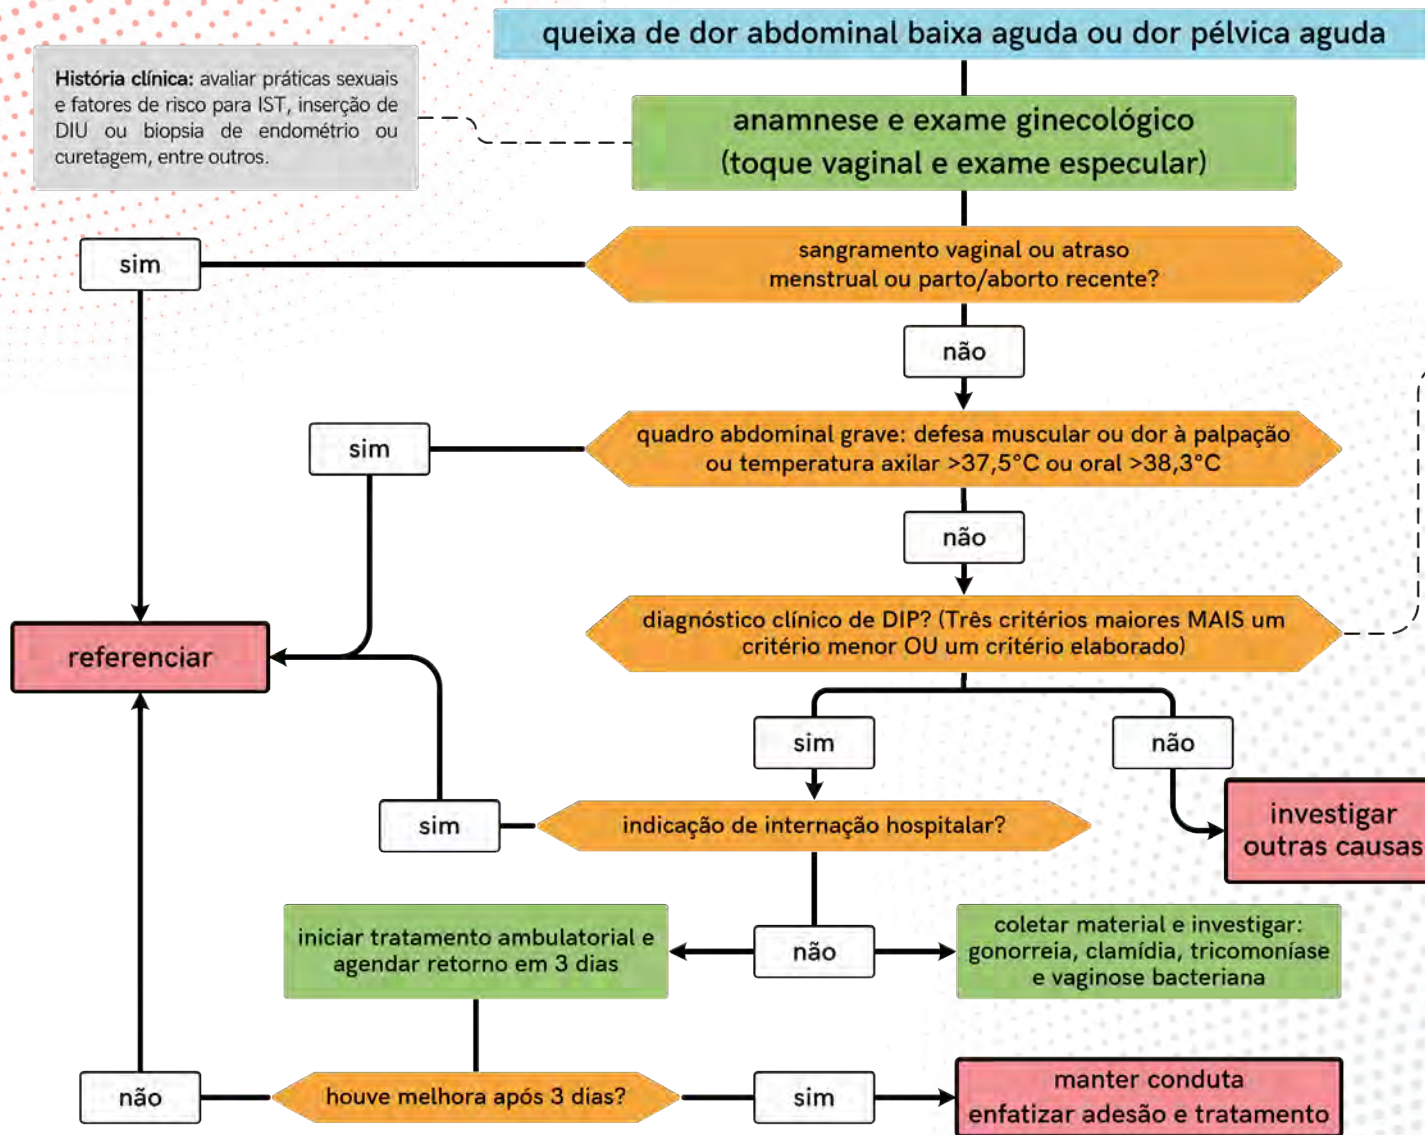 queixa de dor abdominal baixa aguda ou dor pélvica aguda
História clínica: avaliar práticas sexuais
e fatores de risco para IST, inserção de
DIU ou biopsia de endométrio ou
curetagem, entre outros.
anamnese e exame ginecológico
(toque vaginal e exame especular)
sangramento vaginal ou atraso
menstrual ou parto/aborto recente?
sim
não
quadro abdominal grave: defesa muscular ou dor à palpação
ou temperatura axilar >37,5°C ou oral >38,3°C
sim
não
diagnóstico clínico de DIP? (Três critérios maiores MAIS um
critério menor OU um critério elaborado)
referenciar
sim
não
indicação de internação hospitalar?
sim
investigar
outras causas
iniciar tratamento ambulatorial e
agendar retorno em 3 dias
não
coletar material e investigar:
gonorreia, clamídia, tricomoníase
e vaginose bacteriana
não
houve melhora após 3 dias?
sim
manter conduta
enfatizar adesão e tratamento